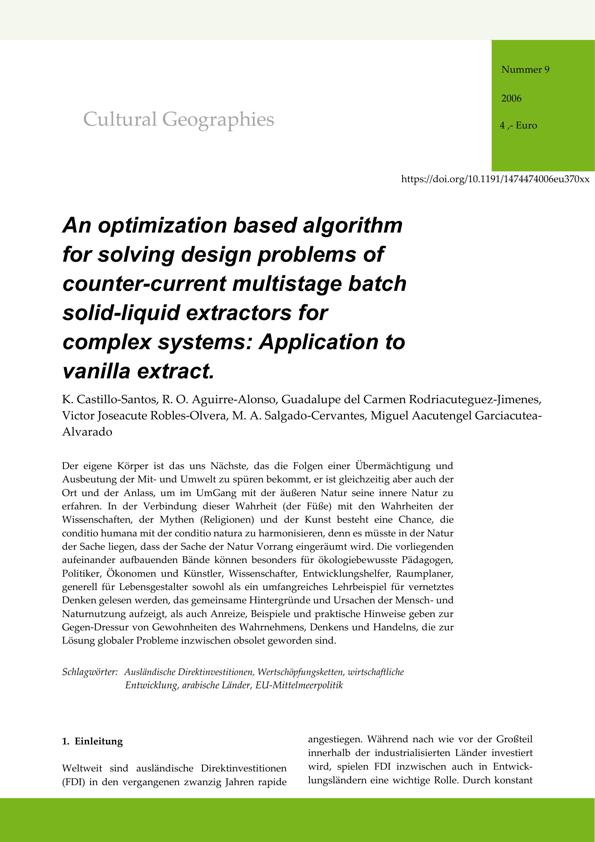 Nummer 9
2006
4 ,- Euro
Cultural Geographies
https://doi.org/10.1191/1474474006eu370xx
An optimization based algorithm
for solving design problems of
counter-current multistage batch
solid-liquid extractors for
complex systems: Application to
vanilla extract.
K. Castillo-Santos, R. O. Aguirre-Alonso, Guadalupe del Carmen Rodriacuteguez-Jimenes,
Victor Joseacute Robles-Olvera, M. A. Salgado-Cervantes, Miguel Aacutengel Garciacutea-
Alvarado
Der eigene Körper ist das uns Nächste, das die Folgen einer Übermächtigung und
Ausbeutung der Mit- und Umwelt zu spüren bekommt, er ist gleichzeitig aber auch der
Ort und der Anlass, um im UmGang mit der äußeren Natur seine innere Natur zu
erfahren. In der Verbindung dieser Wahrheit (der Füße) mit den Wahrheiten der
Wissenschaften, der Mythen (Religionen) und der Kunst besteht eine Chance, die
conditio humana mit der conditio natura zu harmonisieren, denn es müsste in der Natur
der Sache liegen, dass der Sache der Natur Vorrang eingeräumt wird. Die vorliegenden
aufeinander aufbauenden Bände können besonders für ökologiebewusste Pädagogen,
Politiker, Ökonomen und Künstler, Wissenschafter, Entwicklungshelfer, Raumplaner,
generell für Lebensgestalter sowohl als ein umfangreiches Lehrbeispiel für vernetztes
Denken gelesen werden, das gemeinsame Hintergründe und Ursachen der Mensch- und
Naturnutzung aufzeigt, als auch Anreize, Beispiele und praktische Hinweise geben zur
Gegen-Dressur von Gewohnheiten des Wahrnehmens, Denkens und Handelns, die zur
Lösung globaler Probleme inzwischen obsolet geworden sind.
Schlagwörter: Ausländische Direktinvestitionen, Wertschöpfungsketten, wirtschaftliche
Entwicklung, arabische Länder, EU-Mittelmeerpolitik
1. Einleitung
Weltweit sind ausländische Direktinvestitionen
(FDI) in den vergangenen zwanzig Jahren rapide
angestiegen. Während nach wie vor der Großteil
innerhalb der industrialisierten Länder investiert
wird, spielen FDI inzwischen auch in Entwick-
lungsländern eine wichtige Rolle. Durch konstant